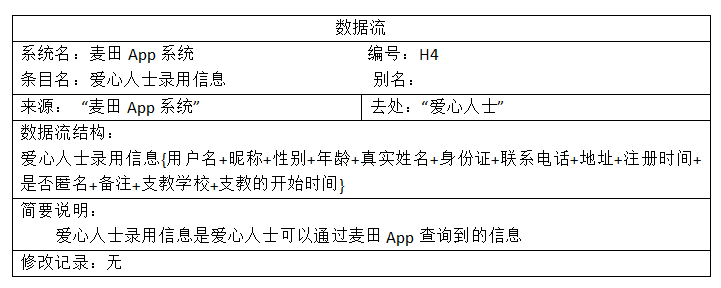 数据流
系统名：麦田 App 系统 编号：H4
条目名：爱心人士录用信息 别名：
来源： “麦田 App 系统” 去处：“爱心人士”
数据流结构：
爱心人士录用信息{用户名+昵称+性别+年龄+真实姓名+身份证+联系电话+地址+注册时间+
是否匿名+备注+支教学校+支教的开始时间}
简要说明：
爱心人士录用信息是爱心人士可以通过麦田 App 查询到的信息
修改记录：无